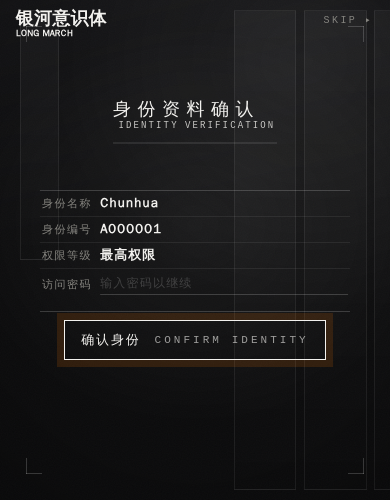 银河意识体
LONG MARCH
SKIP ▸
身份资料确认
IDENTITY VERIFICATION
身份名称 Chunhua
身份编号 A000001
权限等级 最高权限
访问密码 输入密码以继续
确认身份 CONFIRM IDENTITY